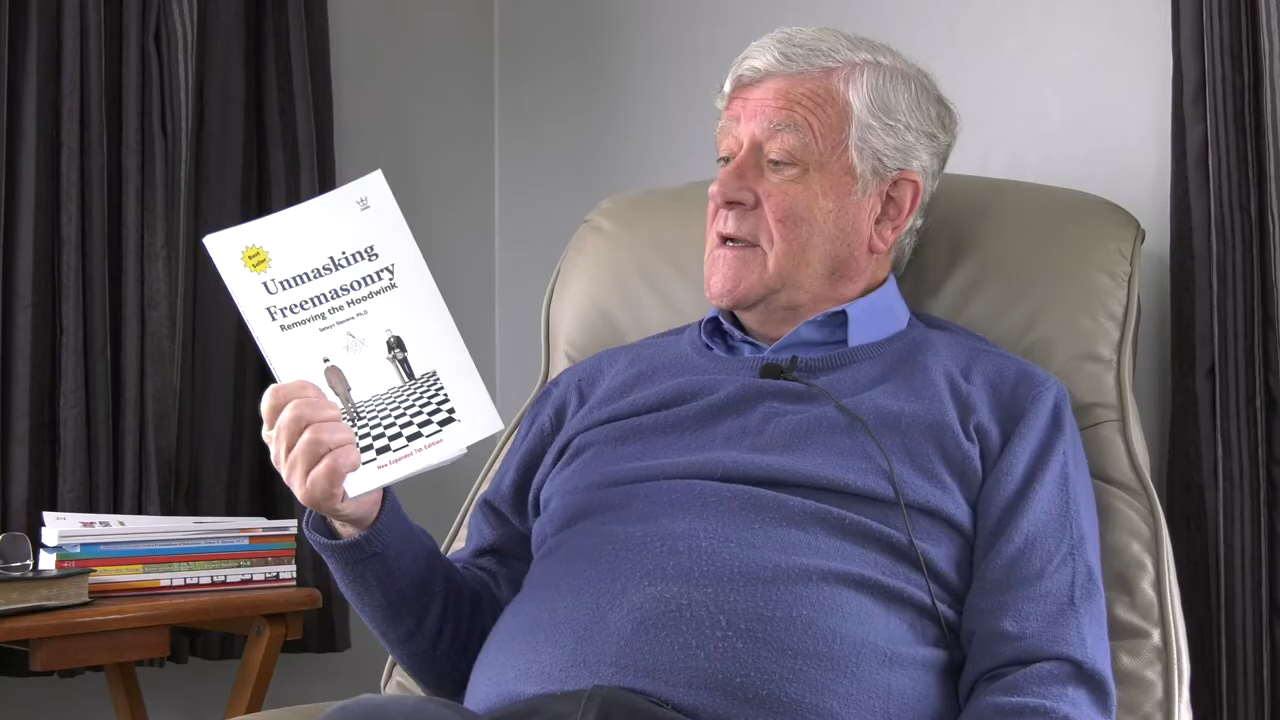 Best
Seller
Unmasking
Freemasonry
Removing the Hoodwink
Selwyn Stevens, Ph.D
New Expanded 7th Edition